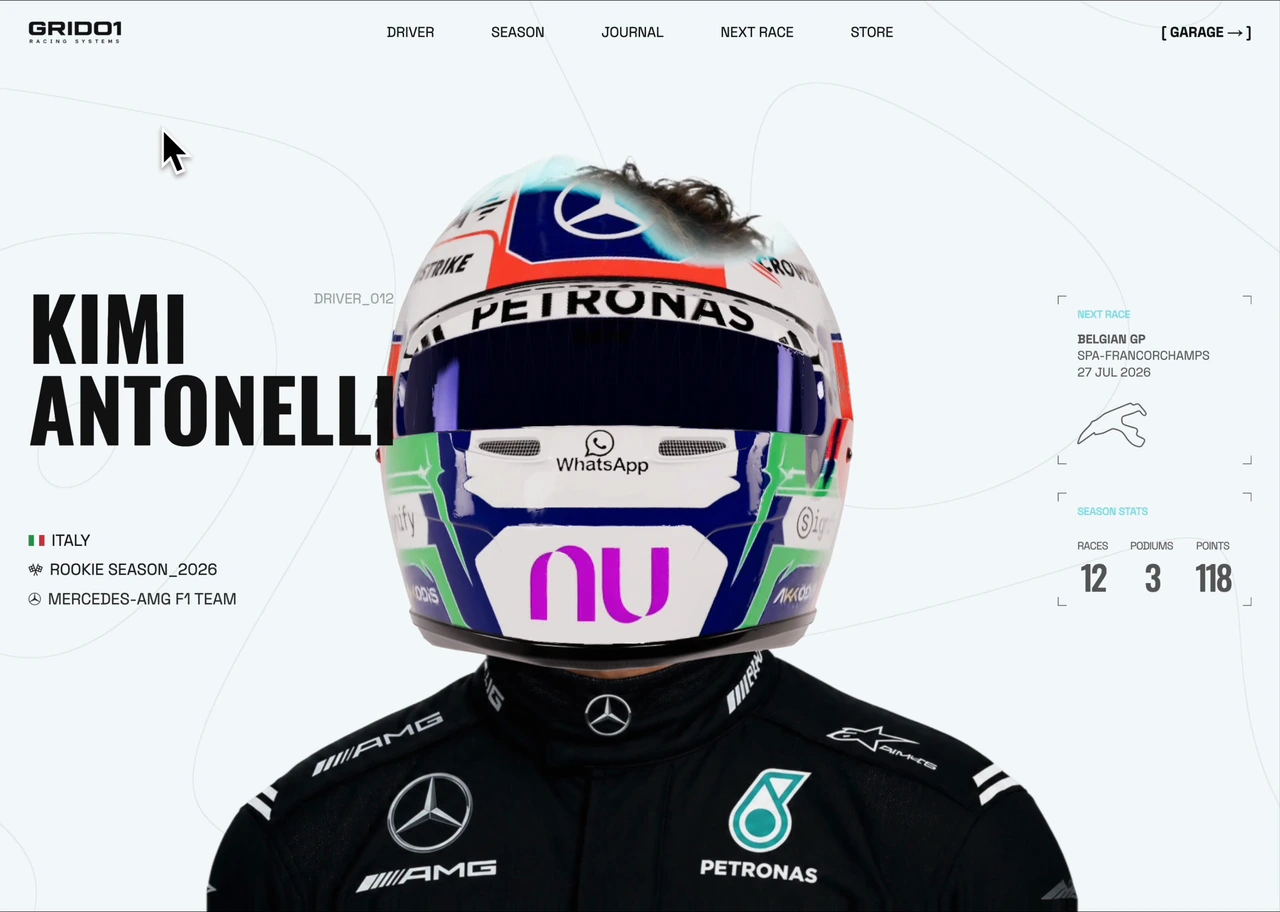 GRID01
RACING SYSTEMS
DRIVER
SEASON
JOURNAL
NEXT RACE
STORE
[ GARAGE → ]
DRIVER_012
KIMI
ANTONELLI
ITALY
ROOKIE SEASON_2026
MERCEDES-AMG F1 TEAM
STRIKE
CROW
PETRONAS
WhatsApp
nu
NEXT RACE
BELGIAN GP
SPA-FRANCORCHAMPS
27 JUL 2026
SEASON STATS
RACES PODIUMS POINTS
12 3 118
AMG
AMG
PETRONAS